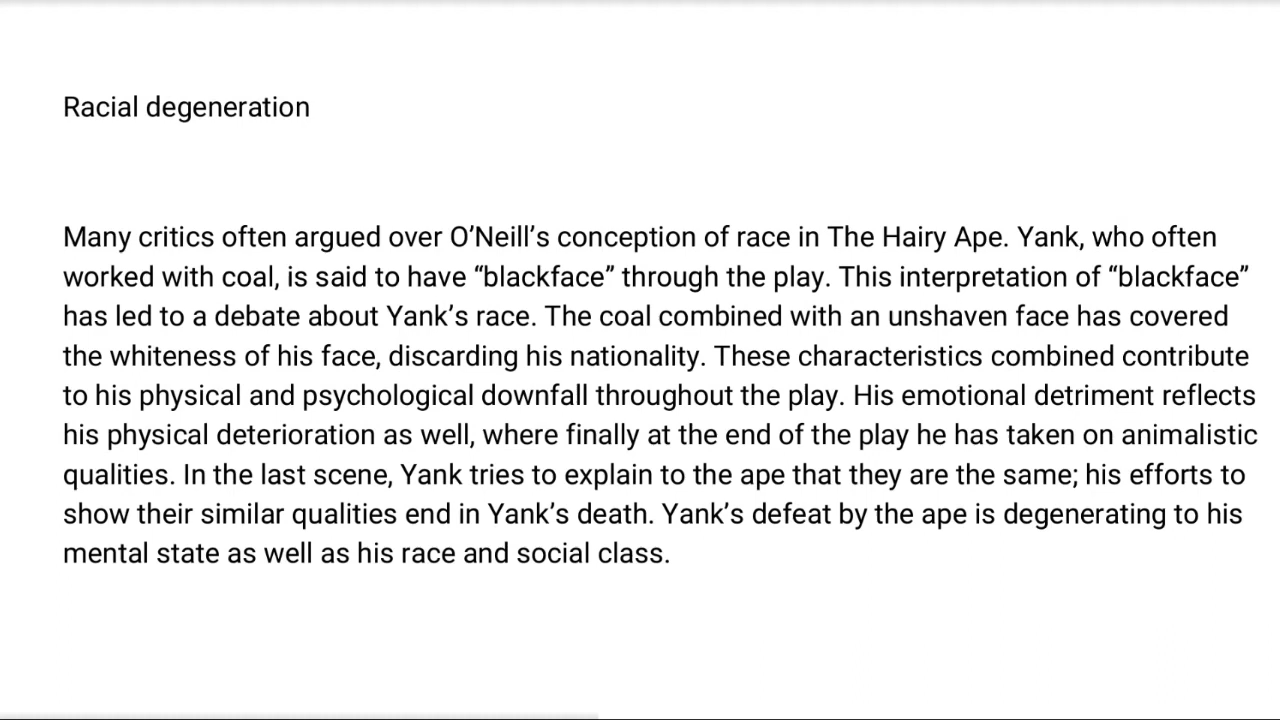 Racial degeneration
Many critics often argued over O’Neill’s conception of race in The Hairy Ape. Yank, who often
worked with coal, is said to have “blackface” through the play. This interpretation of “blackface”
has led to a debate about Yank’s race. The coal combined with an unshaven face has covered
the whiteness of his face, discarding his nationality. These characteristics combined contribute
to his physical and psychological downfall throughout the play. His emotional detriment reflects
his physical deterioration as well, where finally at the end of the play he has taken on animalistic
qualities. In the last scene, Yank tries to explain to the ape that they are the same; his efforts to
show their similar qualities end in Yank’s death. Yank’s defeat by the ape is degenerating to his
mental state as well as his race and social class.